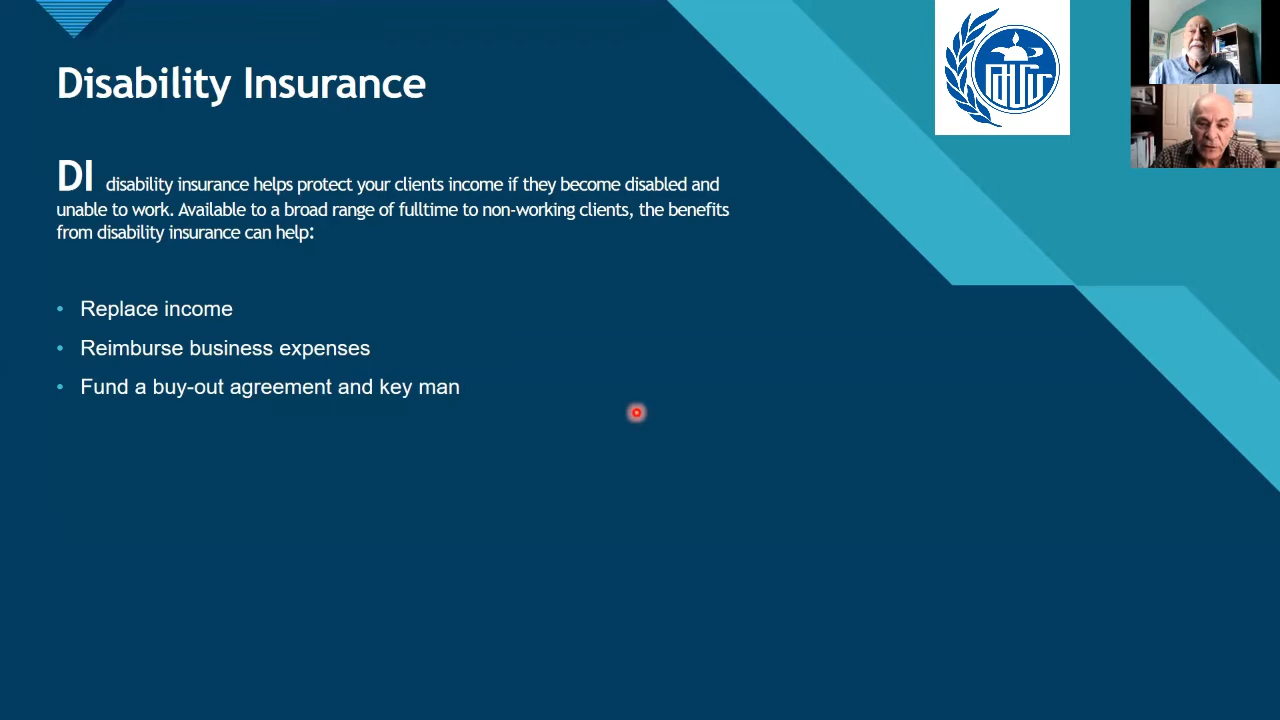 Disability Insurance
DI disability insurance helps protect your clients income if they become disabled and
unable to work. Available to a broad range of fulltime to non-working clients, the benefits
from disability insurance can help:
• Replace income
• Reimburse business expenses
• Fund a buy-out agreement and key man